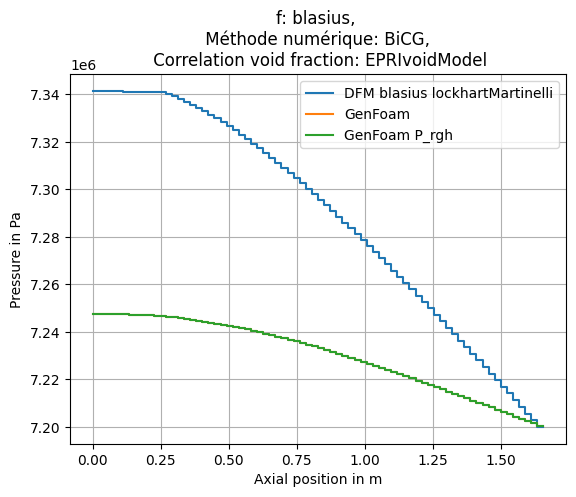 f: blasius,
Méthode numérique: BiCG,
Correlation void fraction: EPRIvoidModel
1e6
DFM blasius lockhartMartinelli
GenFoam
GenFoam P_rgh
7.34
7.32
7.30
7.28
7.26
7.24
7.22
7.20
Pressure in Pa
0.00 0.25 0.50 0.75 1.00 1.25 1.50
Axial position in m